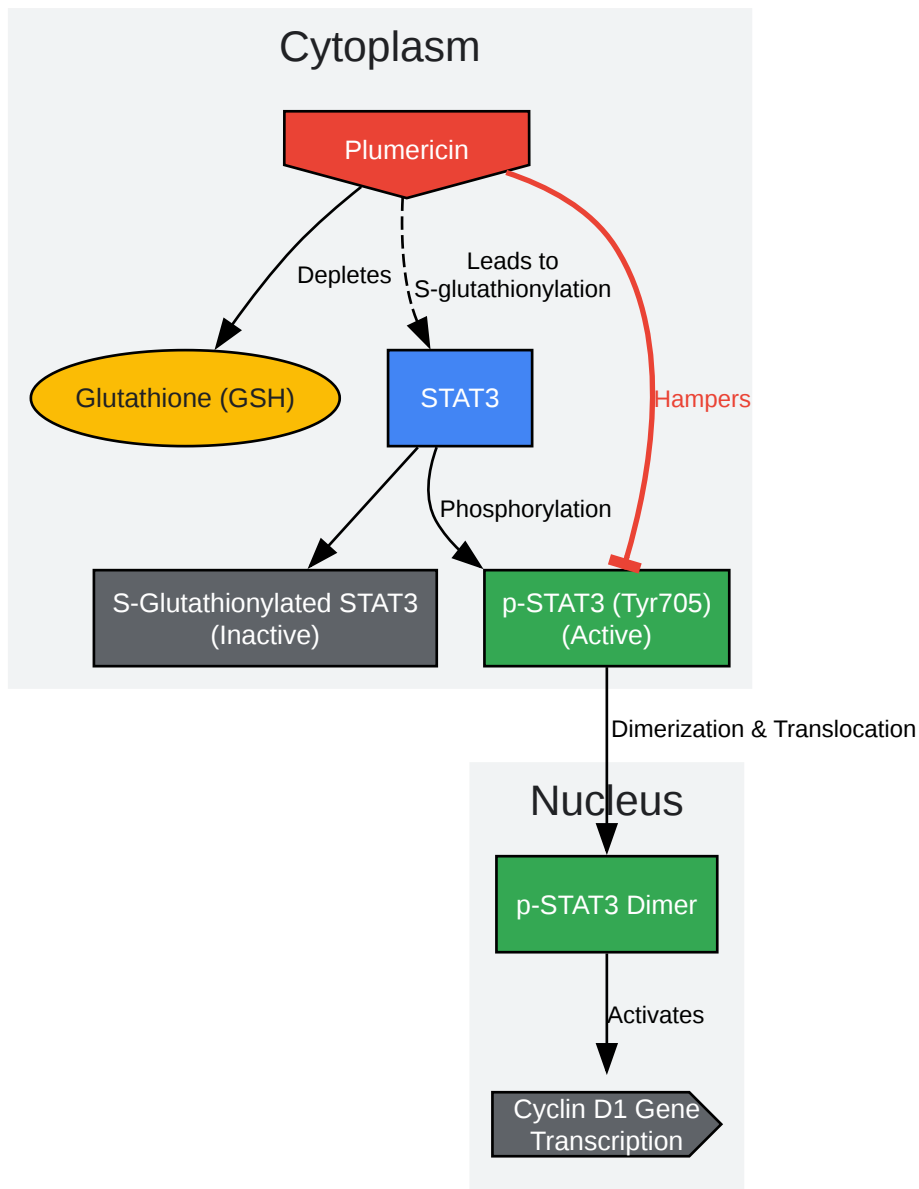 Cytoplasm
Plumericin
Depletes
Leads to
S-glutathionylation
Glutathione (GSH)
STAT3
Hampers
Phosphorylation
S-Glutathionylated STAT3
(Inactive)
p-STAT3 (Tyr705)
(Active)
Dimerization & Translocation
Nucleus
p-STAT3 Dimer
Activates
Cyclin D1 Gene
Transcription